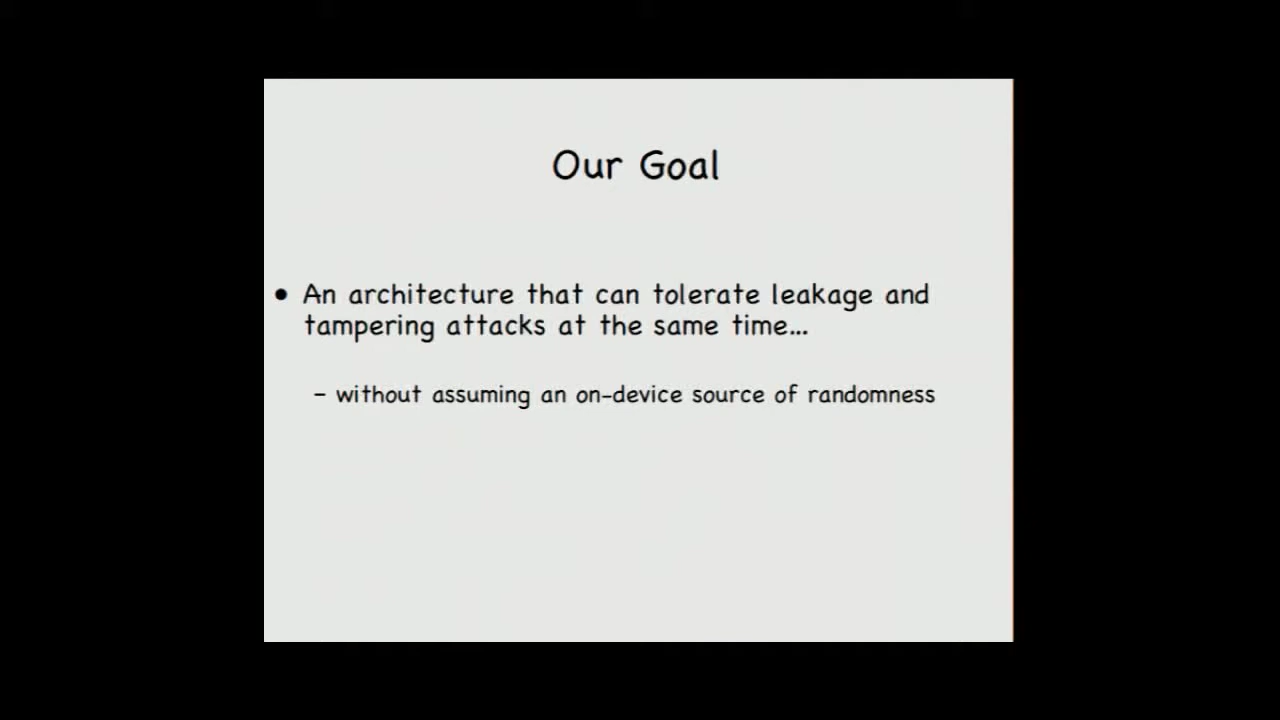 Our Goal
• An architecture that can tolerate leakage and
tampering attacks at the same time...
- without assuming an on-device source of randomness